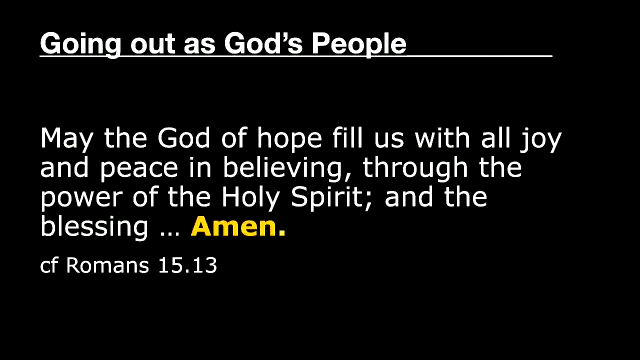 Going out as God's People
May the God of hope fill us with all joy
and peace in believing, through the
power of the Holy Spirit; and the
blessing … Amen.
cf Romans 15.13